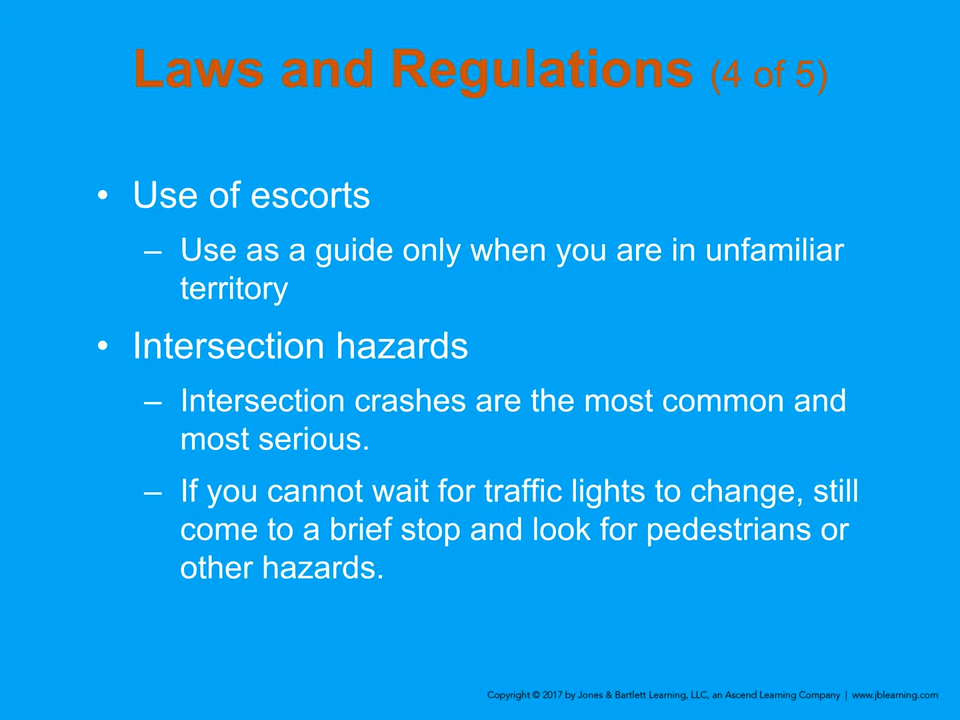 Laws and Regulations (4 of 5)
• Use of escorts
– Use as a guide only when you are in unfamiliar
territory
• Intersection hazards
– Intersection crashes are the most common and
most serious.
– If you cannot wait for traffic lights to change, still
come to a brief stop and look for pedestrians or
other hazards.
Copyright © 2017 by Jones & Bartlett Learning, LLC, an Ascend Learning Company | www.jblearning.com